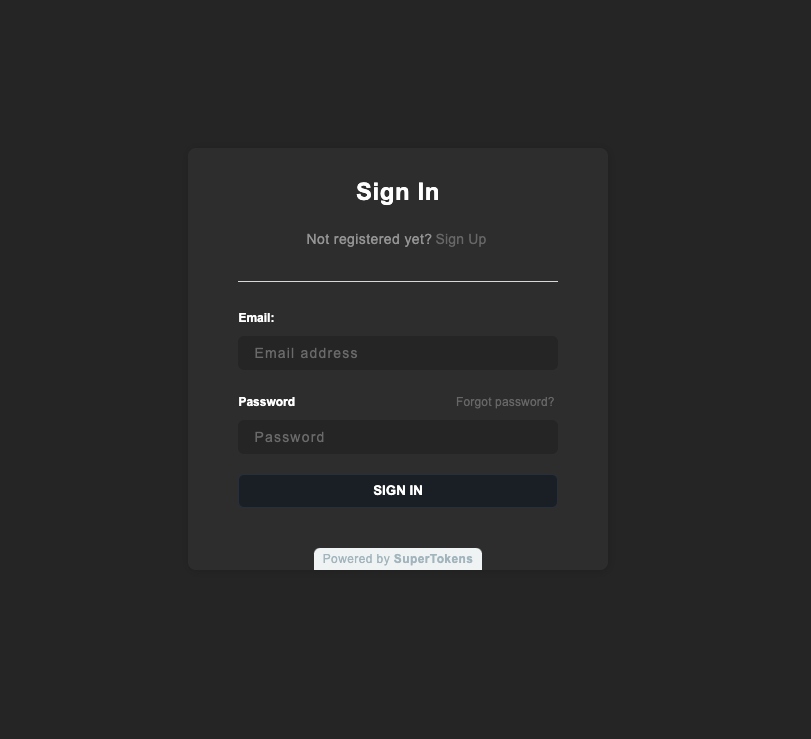 Sign In
Not registered yet? Sign Up
Email:
Email address
Password Forgot password?
Password
SIGN IN
Powered by SuperTokens